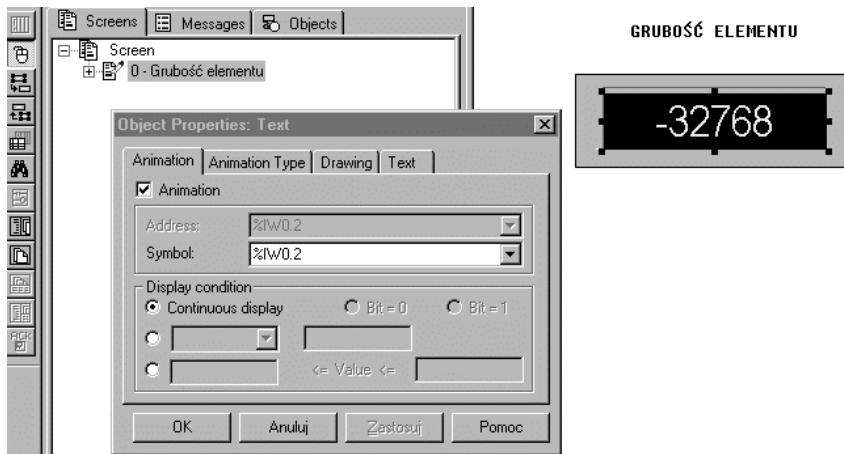 Screens Messages Objects
Screen
0 - Grubość elementu
GRUBOŚĆ ELEMENTU
-32768
Object Properties: Text
Animation Animation Type Drawing Text
Animation
Address: %IW0.2
Symbol: %IW0.2
Display condition
Continuous display Bit = 0 Bit = 1
<= Value <=
OK Anuluj Zastosuj Pomoc
ACK